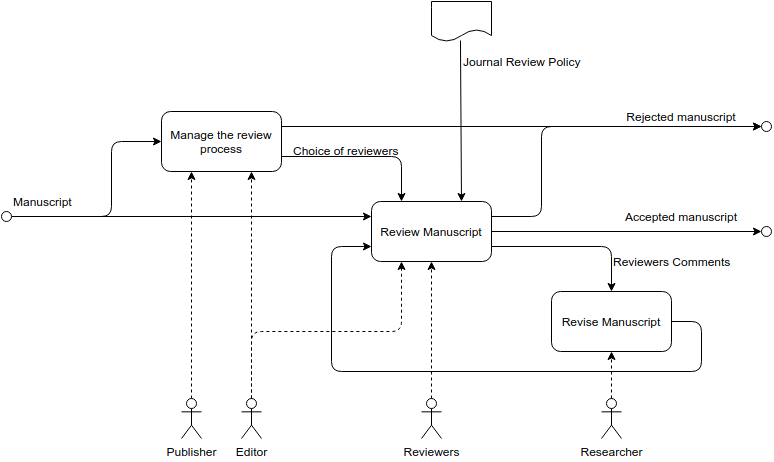 Journal Review Policy
Rejected manuscript
Manage the review
process
Choice of reviewers
Manuscript
Accepted manuscript
Review Manuscript
Reviewers Comments
Revise Manuscript
Publisher
Editor
Reviewers
Researcher